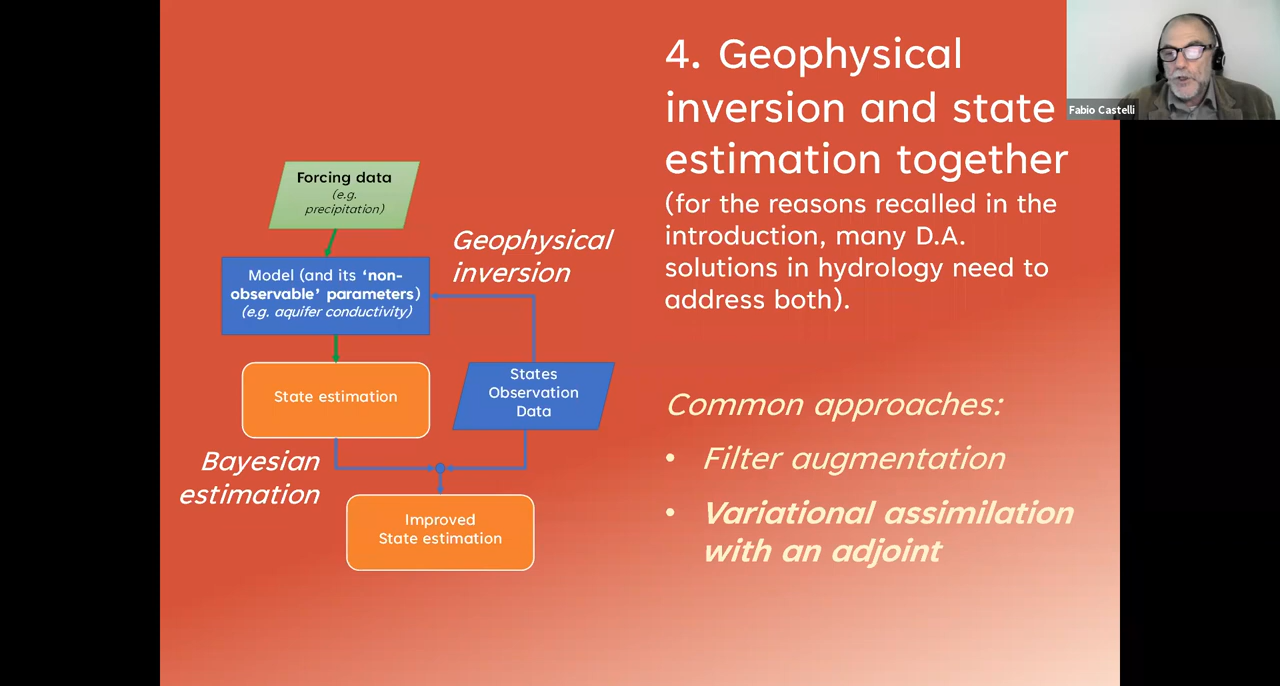 4. Geophysical
inversion and state
estimation together
(for the reasons recalled in the
introduction, many D.A.
solutions in hydrology need to
address both).
Fabio Castelli
Forcing data
(e.g.
precipitation)
Geophysical
inversion
Model (and its ‘non-
observable’ parameters)
(e.g. aquifer conductivity)
State estimation
States
Observation
Data
Bayesian
estimation
Improved
State estimation
Common approaches:
• Filter augmentation
• Variational assimilation
with an adjoint